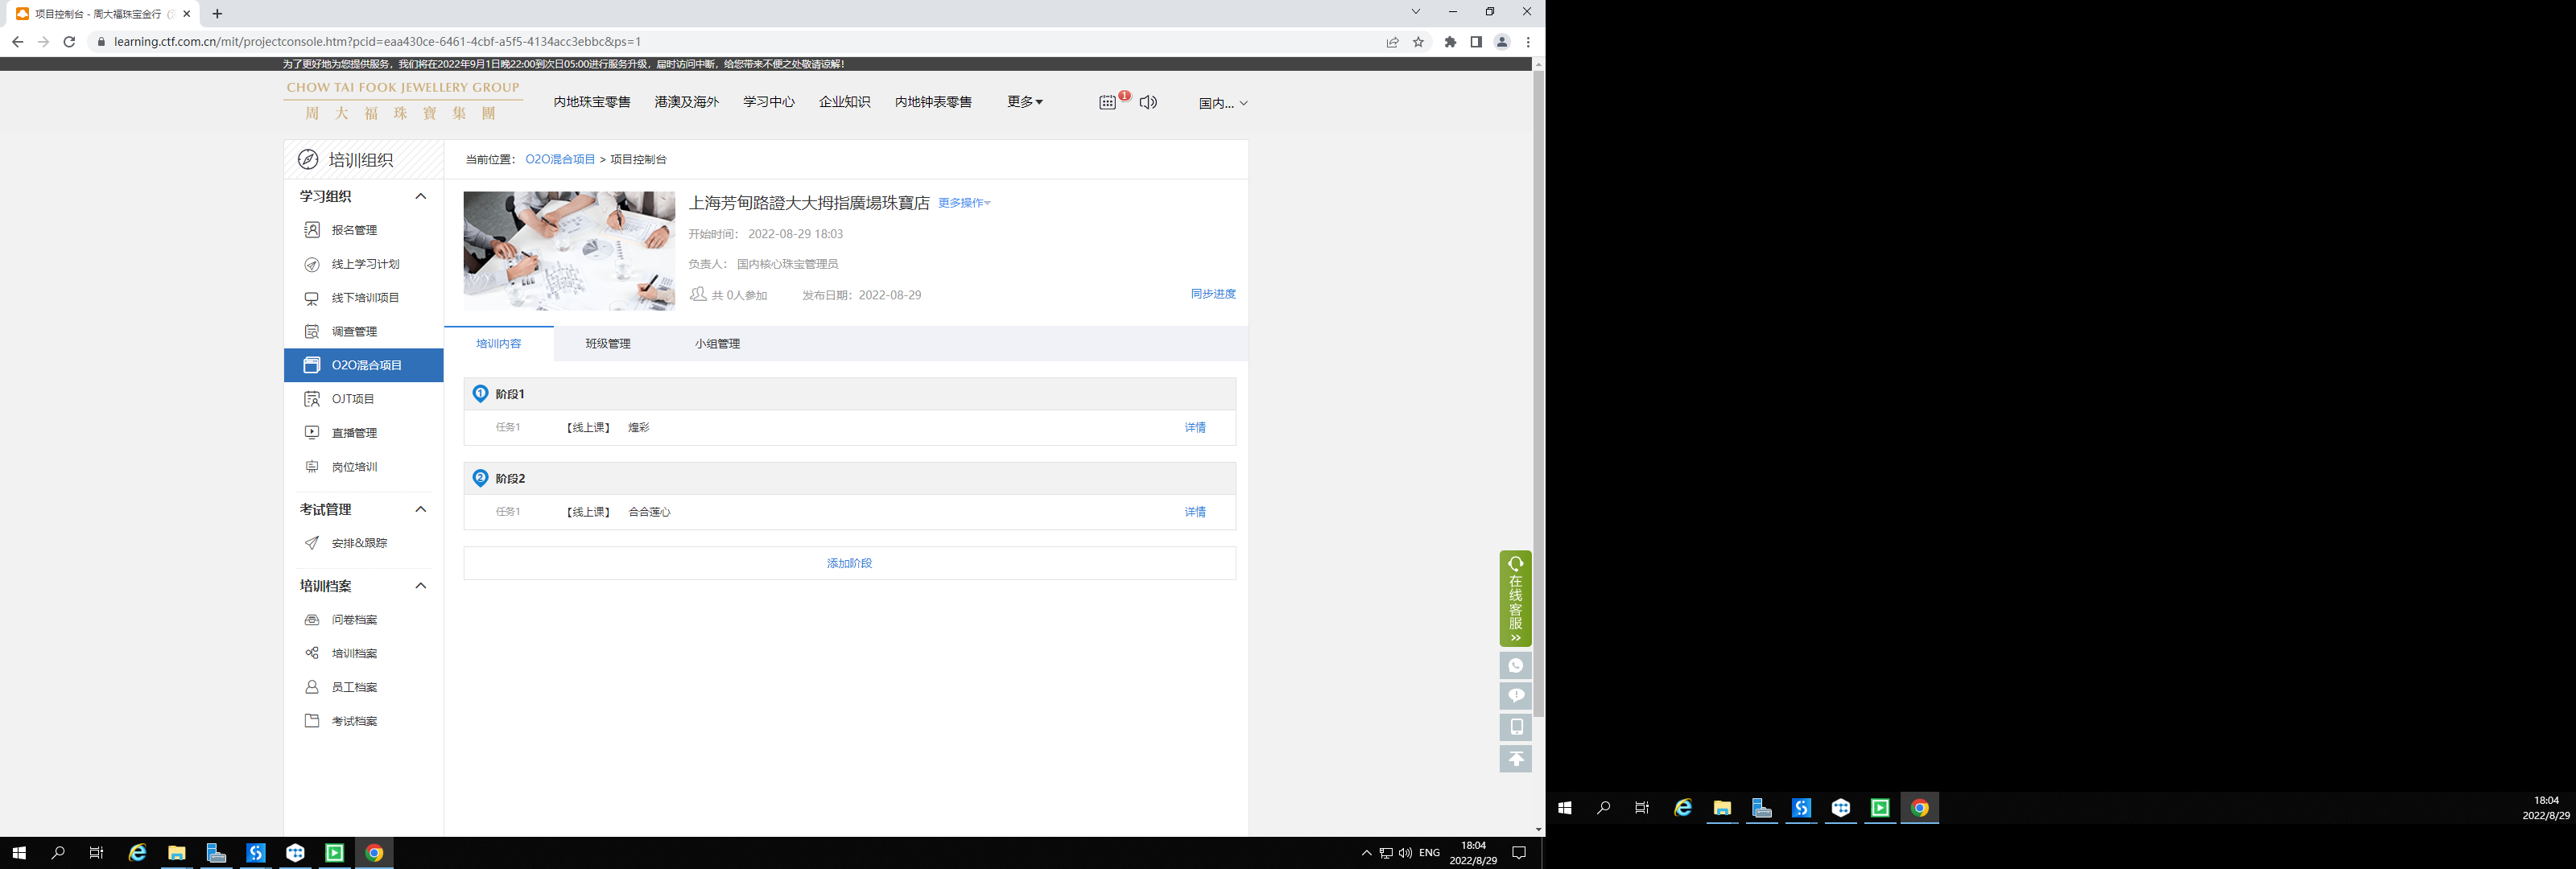 项目控制台 - 周大福珠宝金行
learning.ctf.com.cn/mit/projectconsole.htm?pcid=eaa430ce-6461-4cbf-a5f5-4134acc3ebbc&ps=1
为了更好地为您提供服务，我们将在2022年9月1日晚22:00到次日05:00进行服务升级，届时访问中断，给您带来不便之处敬请谅解！
CHOW TAI FOOK JEWELLERY GROUP
周大福珠寶集團
内地珠宝零售 港澳及海外 学习中心 企业知识 内地钟表零售 更多 1 国内...
培训组织
当前位置： O2O混合项目 > 项目控制台
学习组织
报名管理
线上学习计划
线下培训项目
调查管理
O2O混合项目
OJT项目
直播管理
岗位培训
考试管理
安排&跟踪
培训档案
问卷档案
培训档案
员工档案
考试档案
上海芳甸路證大大拇指廣場珠寶店 更多操作
开始时间： 2022-08-29 18:03
负责人： 国内核心珠宝管理员
共 0人参加 发布日期：2022-08-29 同步进度
培训内容 班级管理 小组管理
1 阶段1
任务1 【线上课】 煌彩 详情
2 阶段2
任务1 【线上课】 合合莲心 详情
添加阶段
在线客服
ENG
18:04
2022/8/29
18:04
2022/8/29